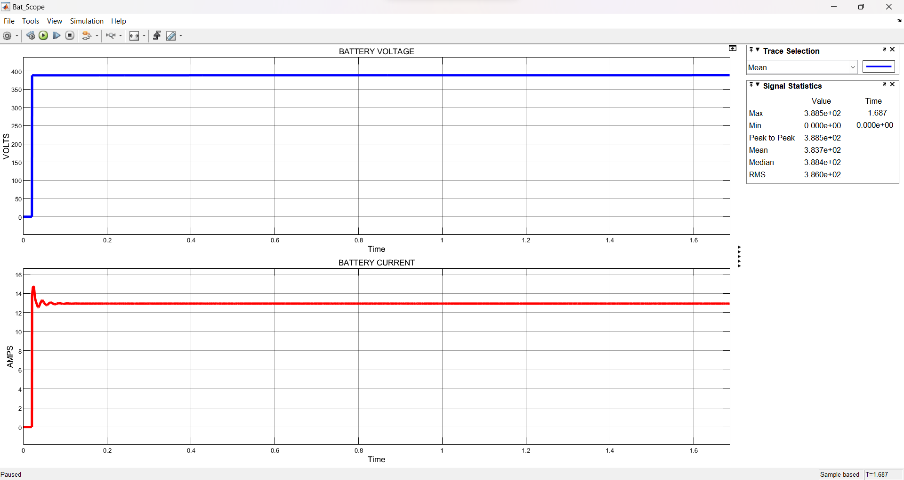 Bat_Scope
File Tools View Simulation Help
BATTERY VOLTAGE
VOLTS
400
350
300
250
200
150
100
50
0
0 0.2 0.4 0.6 0.8 1 1.2 1.4 1.6
Time
BATTERY CURRENT
AMPS
16
14
12
10
8
6
4
2
0
0 0.2 0.4 0.6 0.8 1 1.2 1.4 1.6
Time
Trace Selection
Mean
Signal Statistics
Value Time
Max 3.885e+02 1.687
Min 0.000e+00 0.000e+00
Peak to Peak 3.885e+02
Mean 3.837e+02
Median 3.884e+02
RMS 3.860e+02
Paused
Sample based T=1.687